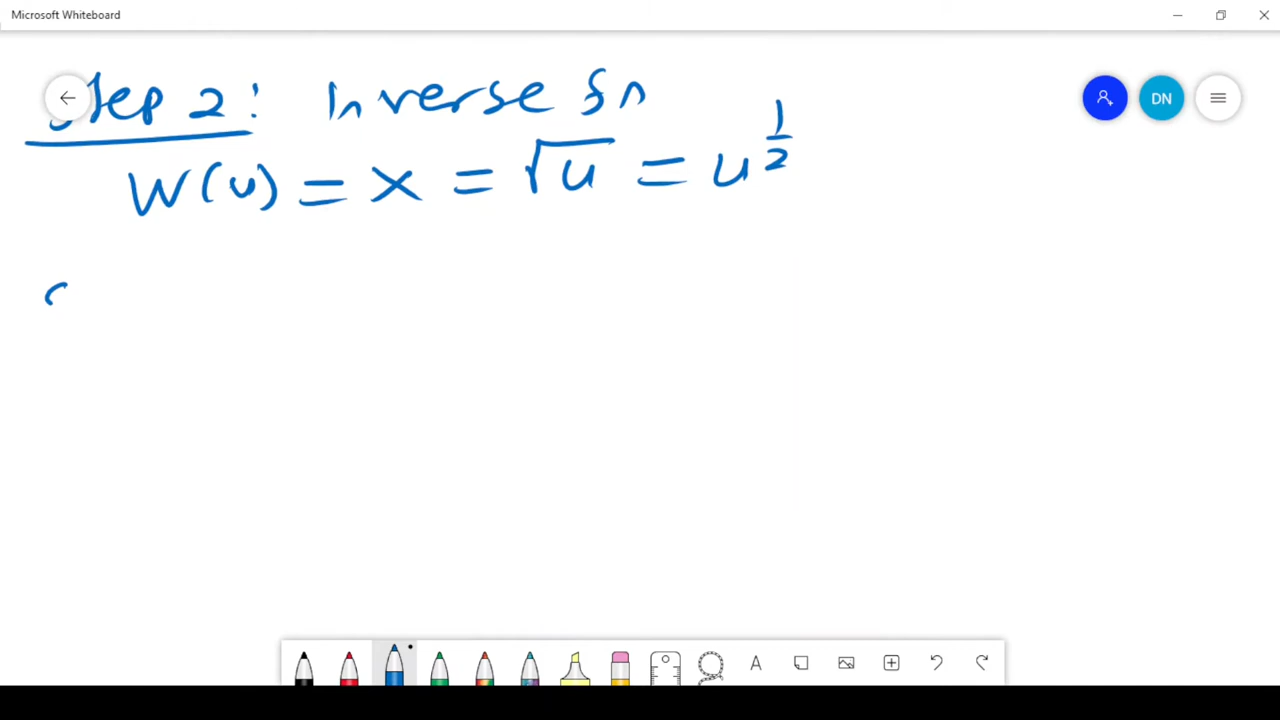 Microsoft Whiteboard
Step 2: Inverse fn
DN
W(u) = x = √u = u^{1/2}
A